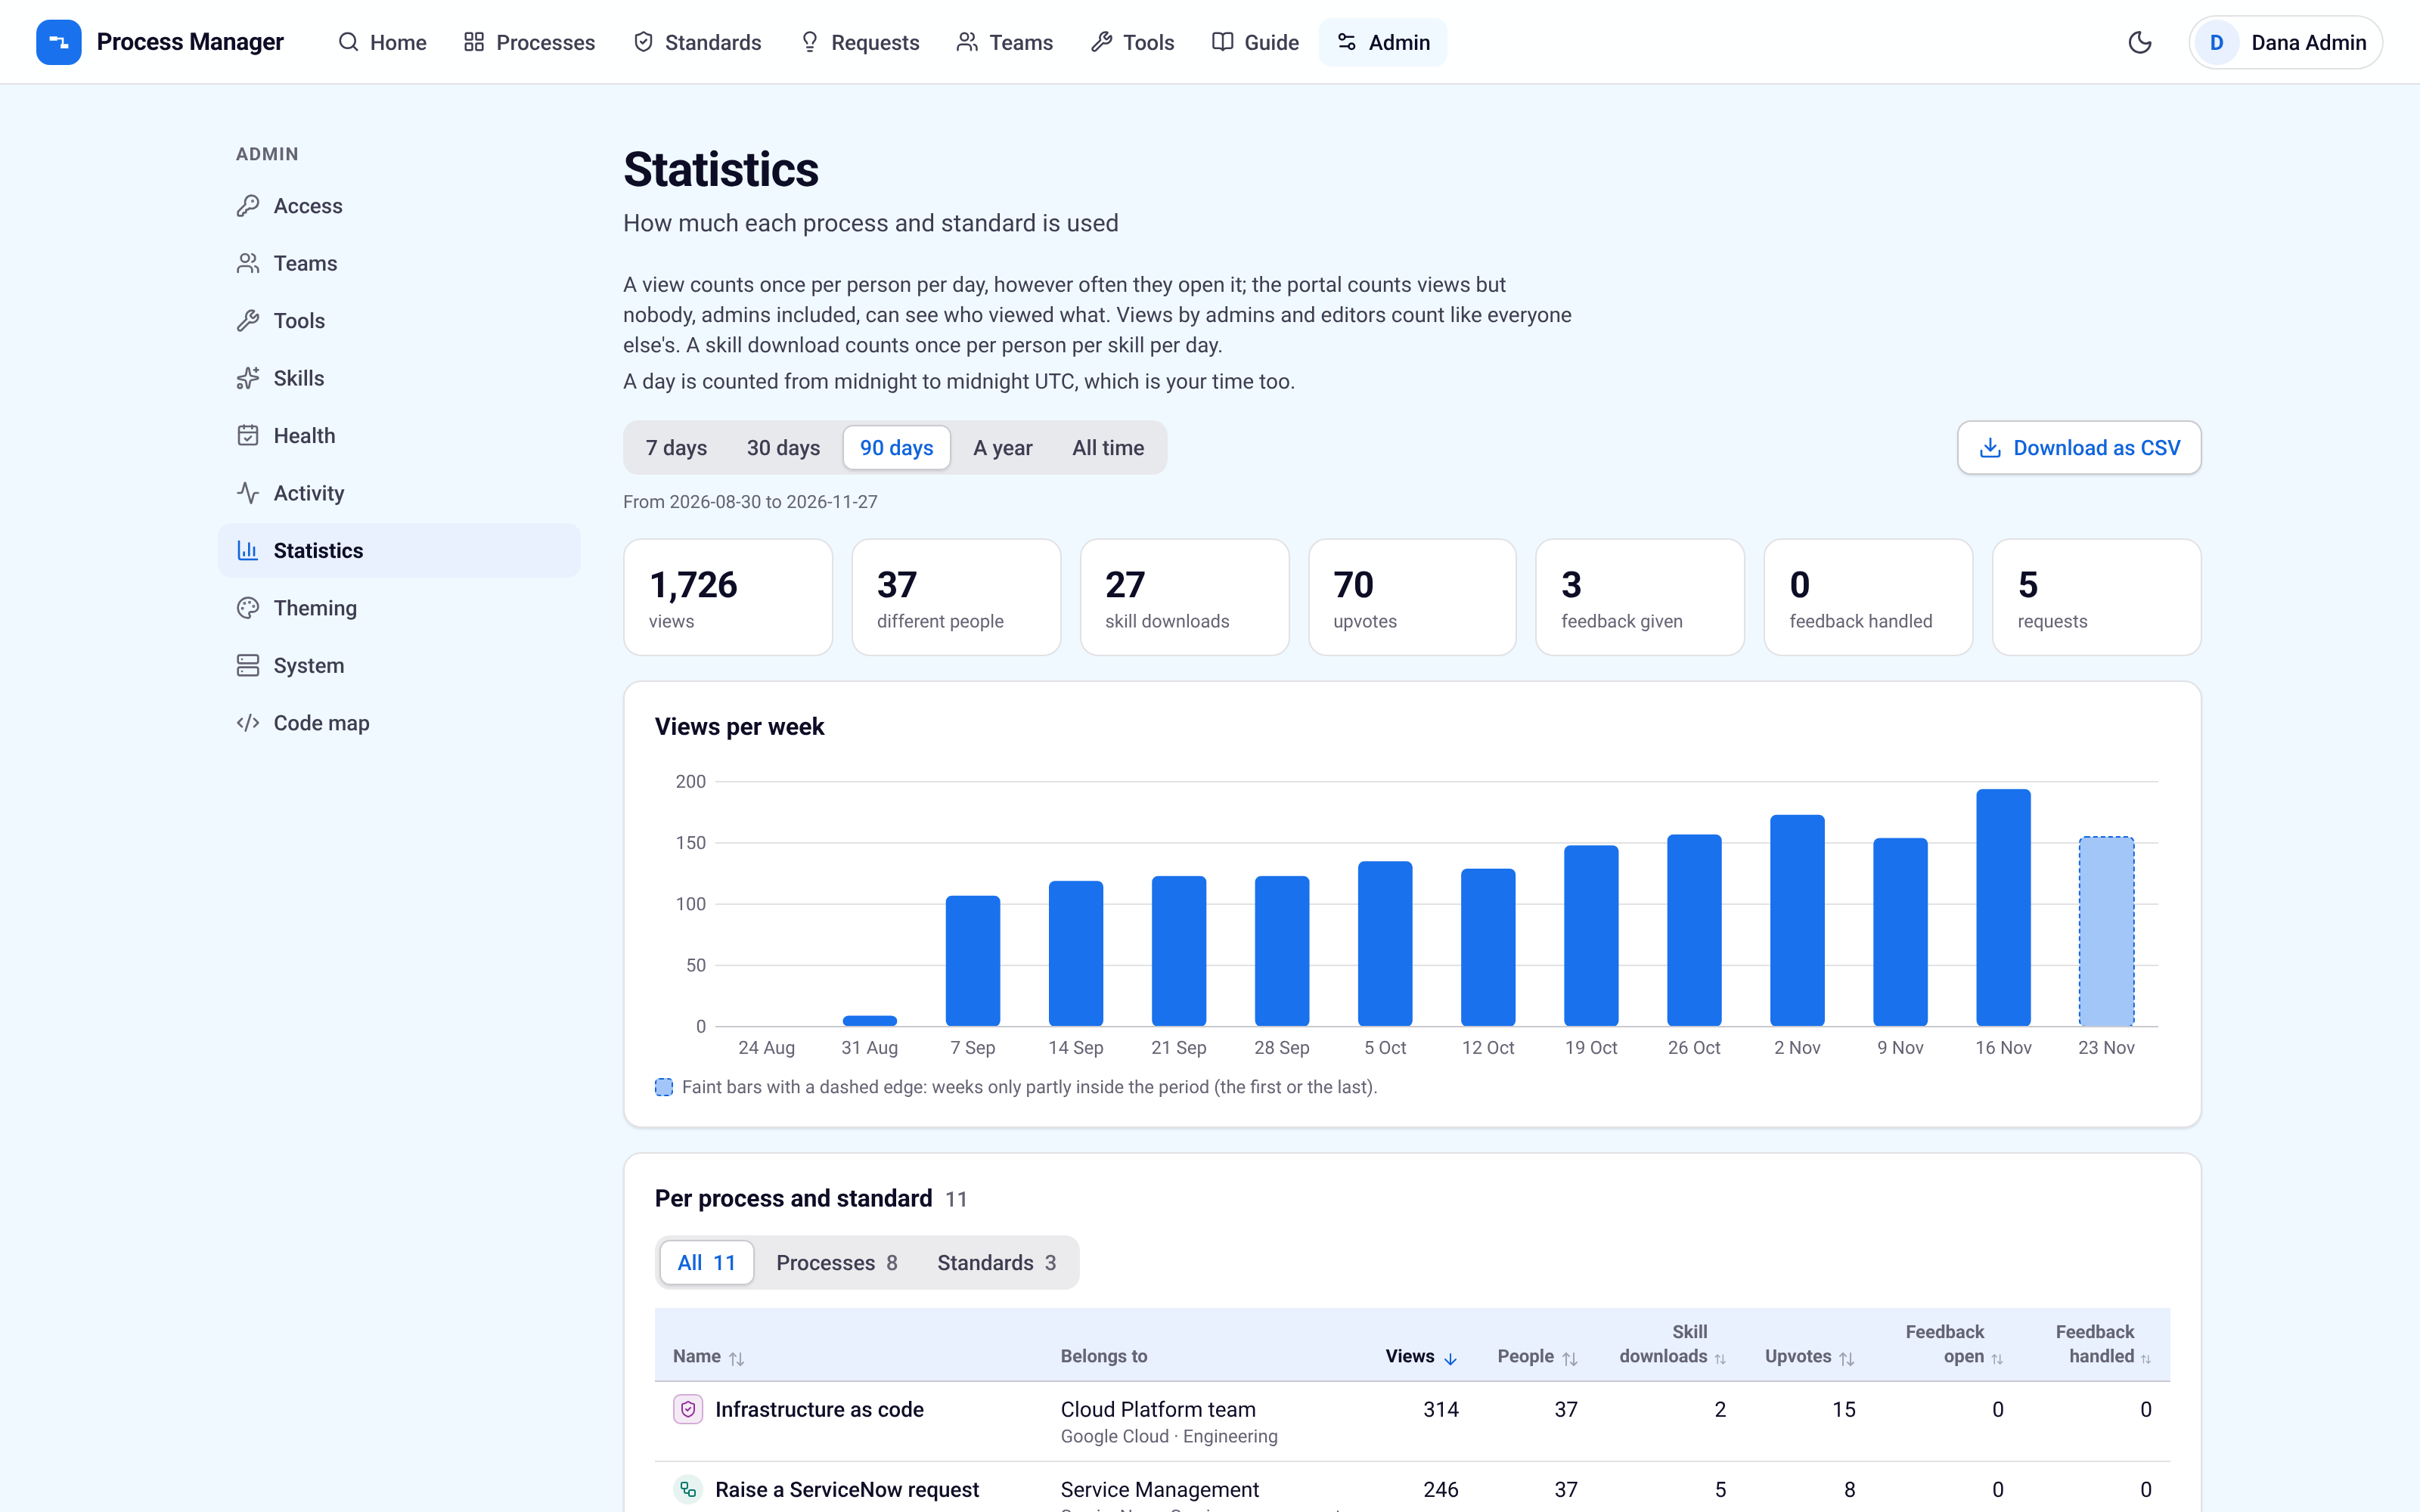 Process Manager
Home
Processes
Standards
Requests
Teams
Tools
Guide
Admin
D
Dana Admin
ADMIN
Access
Teams
Tools
Skills
Health
Activity
Statistics
Theming
System
Code map
Statistics
How much each process and standard is used
A view counts once per person per day, however often they open it; the portal counts views but
nobody, admins included, can see who viewed what. Views by admins and editors count like everyone
else's. A skill download counts once per person per skill per day.
A day is counted from midnight to midnight UTC, which is your time too.
7 days 30 days 90 days A year All time
Download as CSV
From 2026-08-30 to 2026-11-27
1,726
views
37
different people
27
skill downloads
70
upvotes
3
feedback given
0
feedback handled
5
requests
Views per week
200
150
100
50
0
24 Aug 31 Aug 7 Sep 14 Sep 21 Sep 28 Sep 5 Oct 12 Oct 19 Oct 26 Oct 2 Nov 9 Nov 16 Nov 23 Nov
Faint bars with a dashed edge: weeks only partly inside the period (the first or the last).
Per process and standard 11
All 11 Processes 8 Standards 3
Name Belongs to Views People Skill downloads Upvotes Feedback open Feedback handled
Infrastructure as code Cloud Platform team 314 37 2 15 0 0
Google Cloud · Engineering
Raise a ServiceNow request Service Management 246 37 5 8 0 0